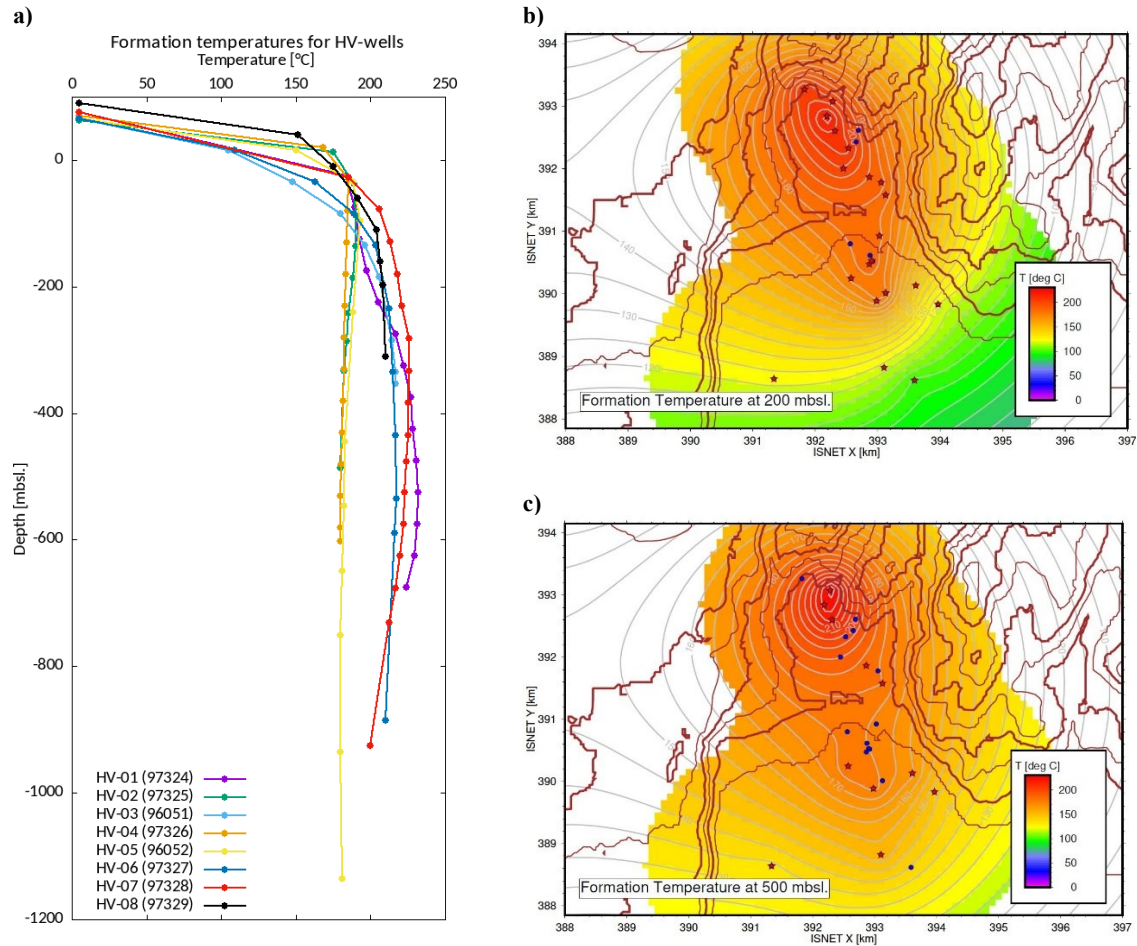 a)
Formation temperatures for HV-wells
Temperature [°C]
0 50 100 150 200 250
0
-200
-400
-600
-800
-1000
-1200
Depth [mbsl.]
HV-01 (97324)
HV-02 (97325)
HV-03 (96051)
HV-04 (97326)
HV-05 (96052)
HV-06 (97327)
HV-07 (97328)
HV-08 (97329)
b)
394
393
392
391
390
389
388
ISNET Y [km]
140
130
T [deg C]
200
150
100
50
0
Formation Temperature at 200 mbsl.
388 389 390 391 392 393 394 395 396 397
ISNET X [km]
c)
394
393
392
391
390
389
388
ISNET Y [km]
170
T [deg C]
200
150
100
50
0
Formation Temperature at 500 mbsl.
388 389 390 391 392 393 394 395 396 397
ISNET X [km]